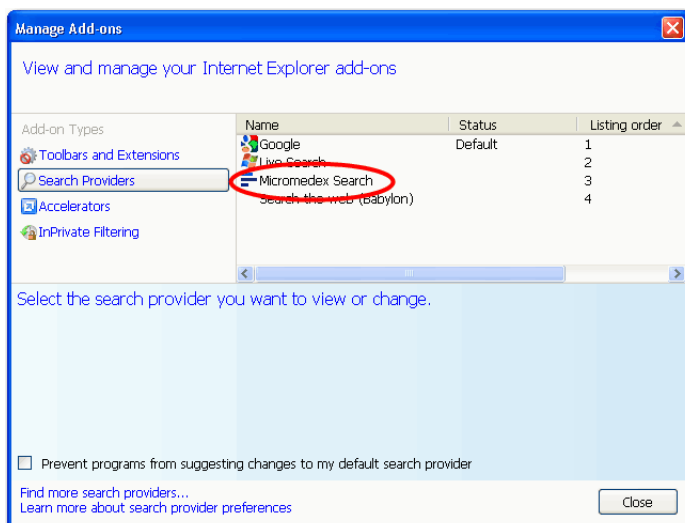 Manage Add-ons
View and manage your Internet Explorer add-ons
Add-on Types
Toolbars and Extensions
Search Providers
Accelerators
InPrivate Filtering
Name Status Listing order
Google Default 1
Live Search 2
Micromedex Search 3
Search the web (Babylon) 4
Select the search provider you want to view or change.
Prevent programs from suggesting changes to my default search provider
Find more search providers...
Learn more about search provider preferences
Close